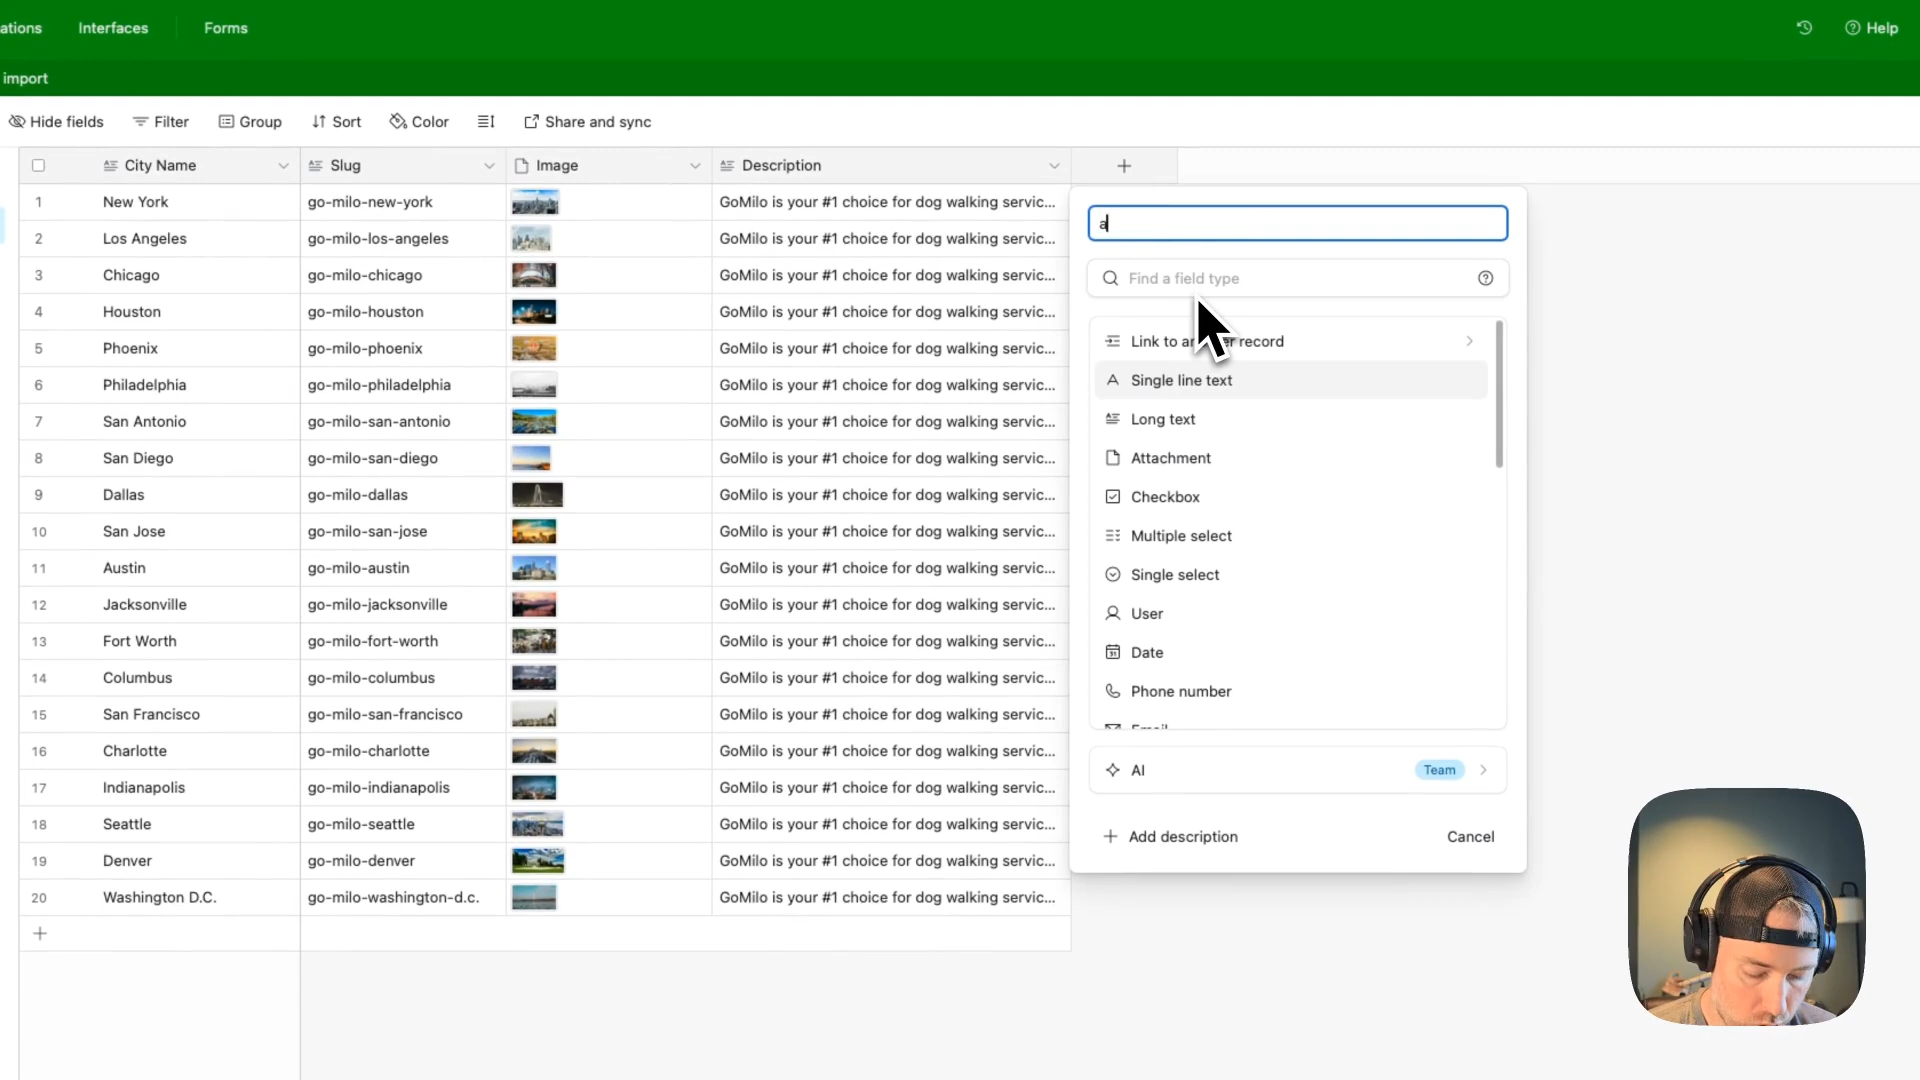 ations Interfaces Forms Help
import
Hide fields Filter Group Sort Color Share and sync
City Name Slug Image Description
1 New York go-milo-new-york GoMilo is your #1 choice for dog walking servic...
2 Los Angeles go-milo-los-angeles GoMilo is your #1 choice for dog walking servic...
3 Chicago go-milo-chicago GoMilo is your #1 choice for dog walking servic...
4 Houston go-milo-houston GoMilo is your #1 choice for dog walking servic...
5 Phoenix go-milo-phoenix GoMilo is your #1 choice for dog walking servic...
6 Philadelphia go-milo-philadelphia GoMilo is your #1 choice for dog walking servic...
7 San Antonio go-milo-san-antonio GoMilo is your #1 choice for dog walking servic...
8 San Diego go-milo-san-diego GoMilo is your #1 choice for dog walking servic...
9 Dallas go-milo-dallas GoMilo is your #1 choice for dog walking servic...
10 San Jose go-milo-san-jose GoMilo is your #1 choice for dog walking servic...
11 Austin go-milo-austin GoMilo is your #1 choice for dog walking servic...
12 Jacksonville go-milo-jacksonville GoMilo is your #1 choice for dog walking servic...
13 Fort Worth go-milo-fort-worth GoMilo is your #1 choice for dog walking servic...
14 Columbus go-milo-columbus GoMilo is your #1 choice for dog walking servic...
15 San Francisco go-milo-san-francisco GoMilo is your #1 choice for dog walking servic...
16 Charlotte go-milo-charlotte GoMilo is your #1 choice for dog walking servic...
17 Indianapolis go-milo-indianapolis GoMilo is your #1 choice for dog walking servic...
18 Seattle go-milo-seattle GoMilo is your #1 choice for dog walking servic...
19 Denver go-milo-denver GoMilo is your #1 choice for dog walking servic...
20 Washington D.C. go-milo-washington-d.c. GoMilo is your #1 choice for dog walking servic...
a
Find a field type
Link to record
Single line text
Long text
Attachment
Checkbox
Multiple select
Single select
User
Date
Phone number
AI Team
Add description Cancel